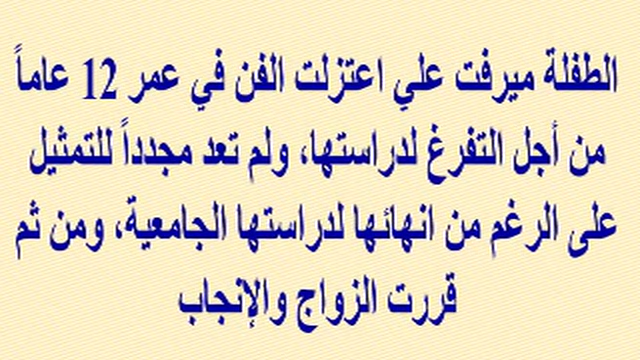 الطفلة ميرفت علي اعتزلت الفن في عمر 12 عاماً
من أجل التفرغ لدراستها، ولم تعد مجدداً للتمثيل
على الرغم من انهائها لدراستها الجامعية، ومن ثم
قررت الزواج والإنجاب